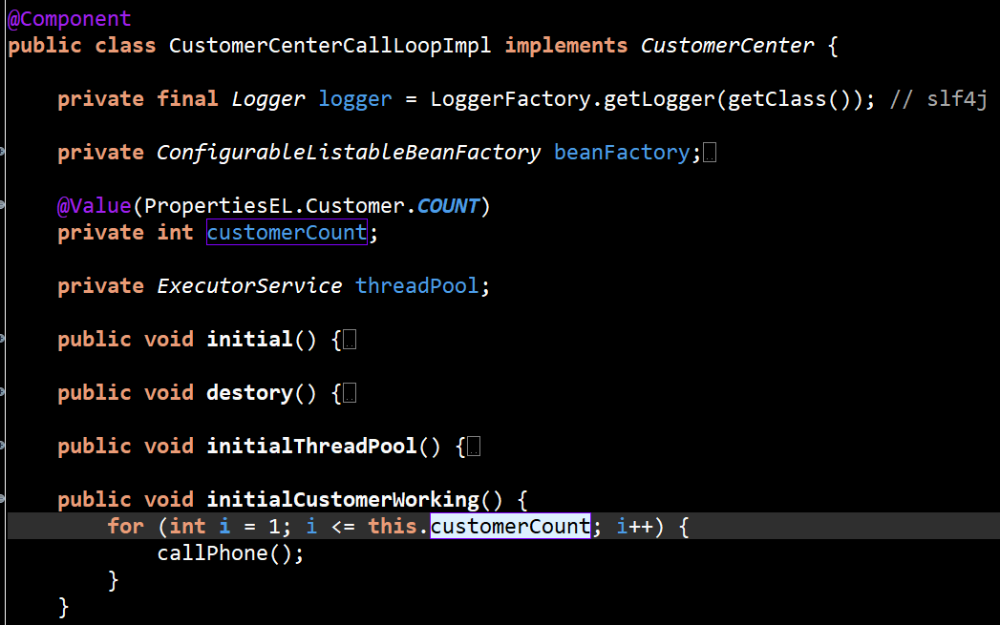 @Component
public class CustomerCenterCallLoopImpl implements CustomerCenter {
private final Logger logger = LoggerFactory.getLogger(getClass()); // slf4j
private ConfigurableListableBeanFactory beanFactory;
@Value(PropertiesEL.Customer.COUNT)
private int customerCount;
private ExecutorService threadPool;
public void initial() {
public void destory() {
public void initialThreadPool() {
public void initialCustomerWorking() {
for (int i = 1; i <= this.customerCount; i++) {
callPhone();
}
}